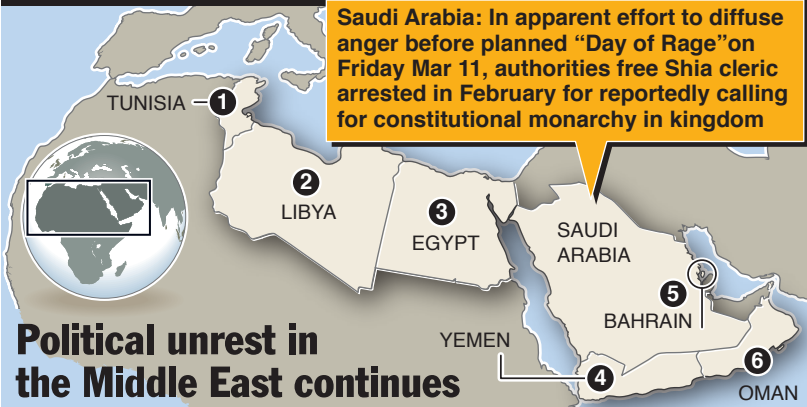 Saudi Arabia: In apparent effort to diffuse
anger before planned “Day of Rage”on
Friday Mar 11, authorities free Shia cleric
arrested in February for reportedly calling
for constitutional monarchy in kingdom
TUNISIA
1
2
LIBYA
3
EGYPT
SAUDI
ARABIA
5
BAHRAIN
YEMEN
4
6
OMAN
Political unrest in
the Middle East continues